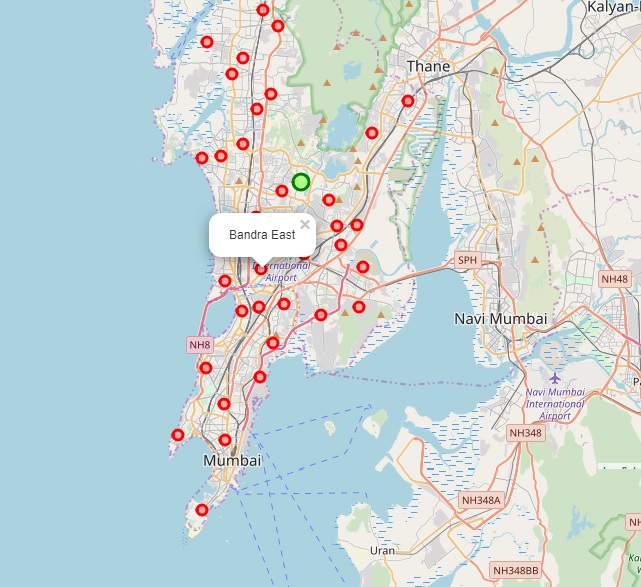 Kalyan-
Thane
Bandra East
×
International
Airport
SPH
NH48
NH8
Navi Mumbai
Navi Mumbai
International
Airport
NH348
Mumbai
NH348A
Uran
NH348BB